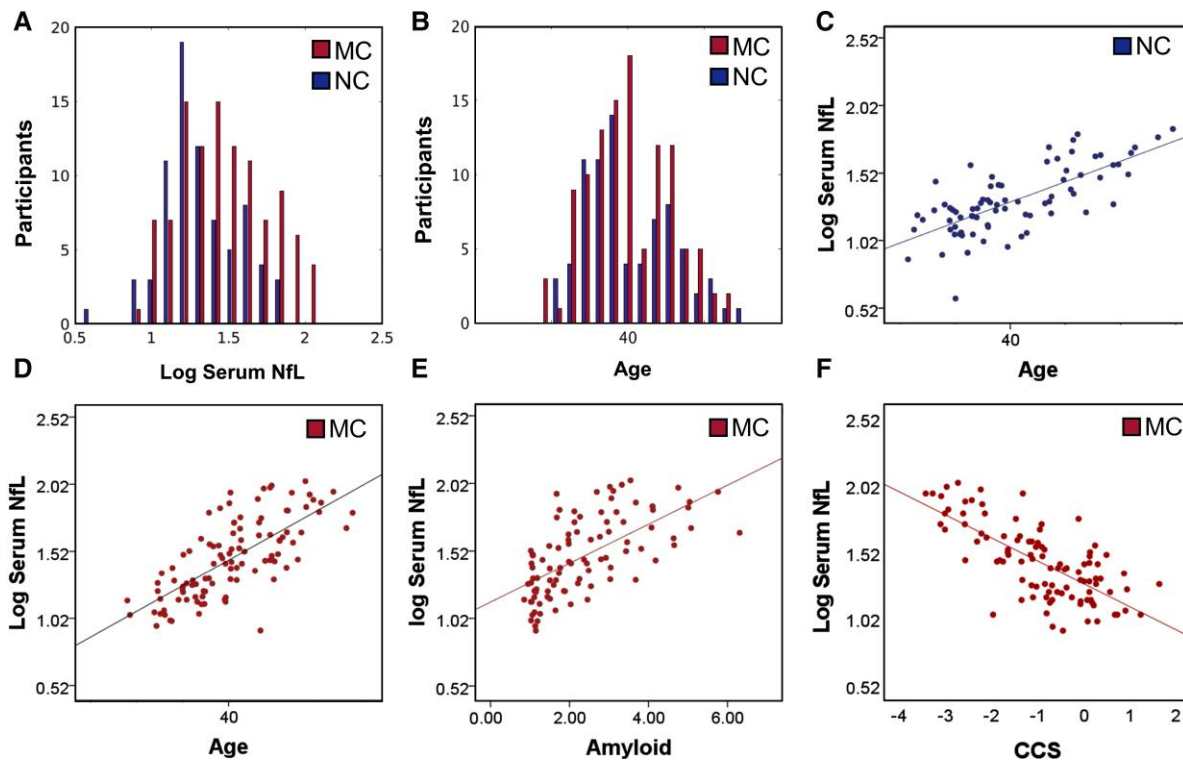 A
20
15
10
5
0
Participants
MC
NC
0.5
1
1.5
2
2.5
Log Serum NfL
B
20
15
10
5
0
Participants
MC
NC
40
Age
C
2.52
2.02
1.52
1.02
0.52
Log Serum NfL
NC
40
Age
D
2.52
2.02
1.52
1.02
0.52
Log Serum NfL
MC
40
Age
E
2.52
2.02
1.52
1.02
0.52
log Serum NfL
MC
0.00
2.00
4.00
6.00
Amyloid
F
2.52
2.02
1.52
1.02
0.52
Log Serum NfL
MC
-4
-3
-2
-1
0
1
2
CCS